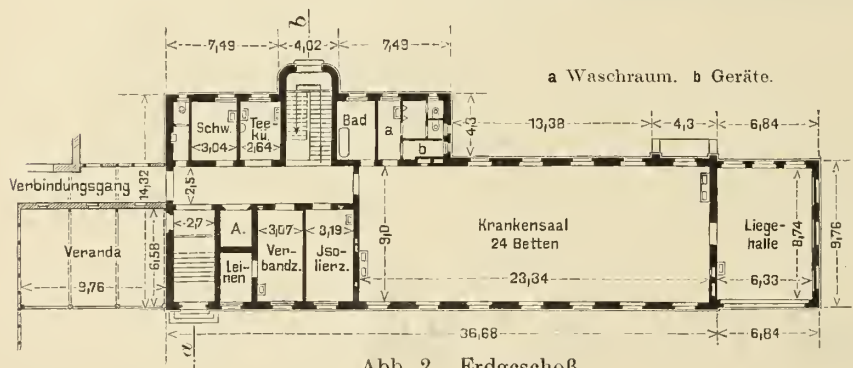 b
7,49 4,02 7,49
a Waschraum. b Geräte.
4,3 13,38 4,3 6,84
Schw. Tee ku. Bad a
3,04 2,64 b
Verbindungsgang 14,32 2,5
2,7 A. 3,07 3,19 9,0 Krankensaal Liege- 8,74 9,76
Veranda 6,58 Ver- Jso- 24 Betten halle
Lei- bandz. lierz.
nen
9,76 23,34 6,33
36,68 6,84
a
Abb. 2. Erdgeschoß.